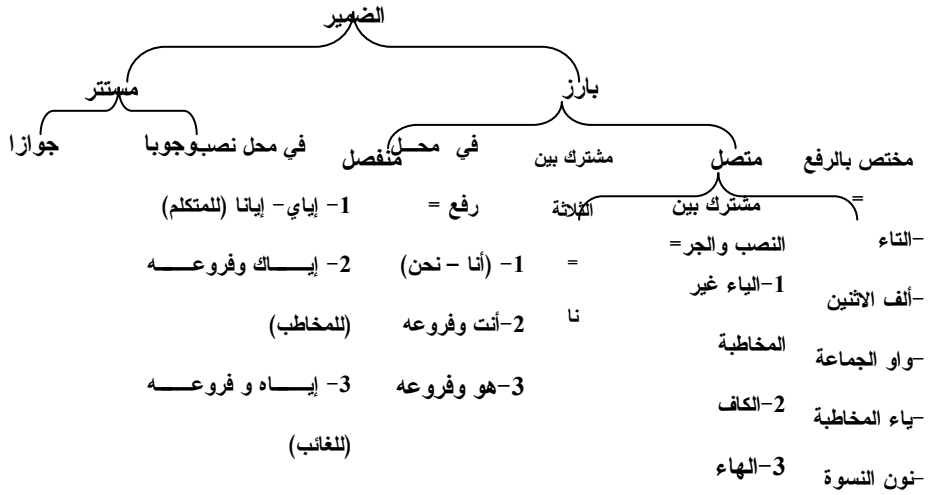 الضمير
بارز
مستتر
متصل
منفصل
وجوبا
جوازا
مختص بالرفع
=
-التاء
-ألف الاثنين
-واو الجماعة
-ياء المخاطبة
-نون النسوة
مشترك بين
النصب والجر=
1-الياء غير
المخاطبة
2-الكاف
3-الهاء
مشترك بين
الثلاثة
=
نا
في محل
رفع =
1- (أنا – نحن)
2-أنت وفروعه
3-هو وفروعه
في محل نصب
1- إياي- إيانا (للمتكلم)
2- إياك وفروعه
(للمخاطب)
3- إياه و فروعه
(للغائب)